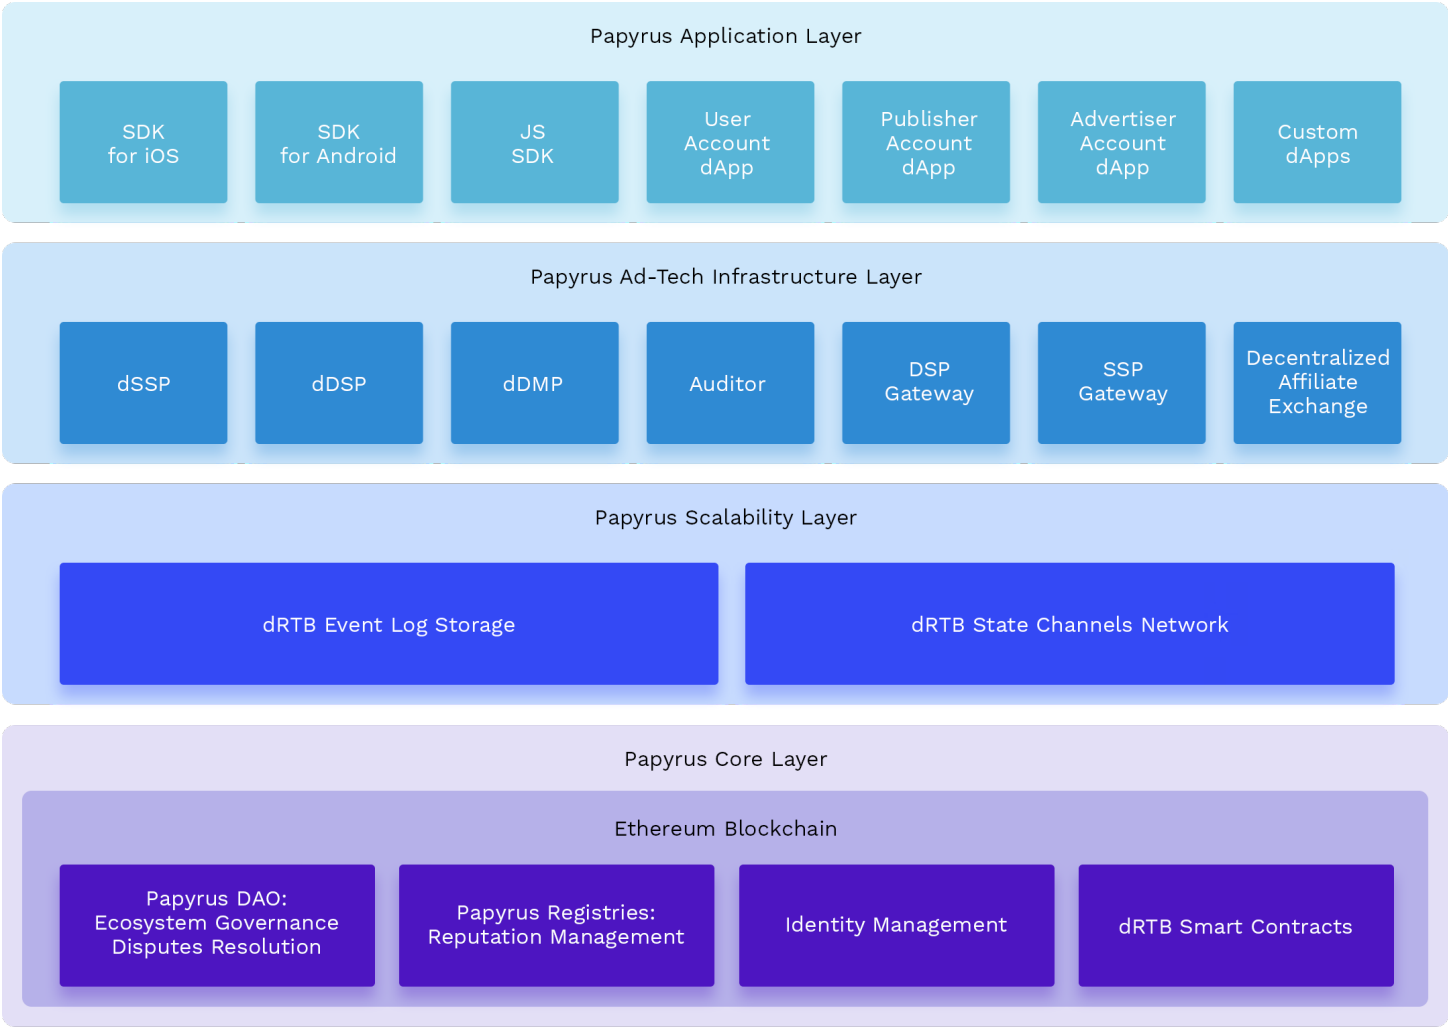 Papyrus Application Layer
SDK
for iOS
SDK
for Android
JS
SDK
User
Account
dApp
Publisher
Account
dApp
Advertiser
Account
dApp
Custom
dApps
Papyrus Ad-Tech Infrastructure Layer
dSSP
dDSP
dDMP
Auditor
DSP
Gateway
SSP
Gateway
Decentralized
Affiliate
Exchange
Papyrus Scalability Layer
dRTB Event Log Storage
dRTB State Channels Network
Papyrus Core Layer
Ethereum Blockchain
Papyrus DAO:
Ecosystem Governance
Disputes Resolution
Papyrus Registries:
Reputation Management
Identity Management
dRTB Smart Contracts